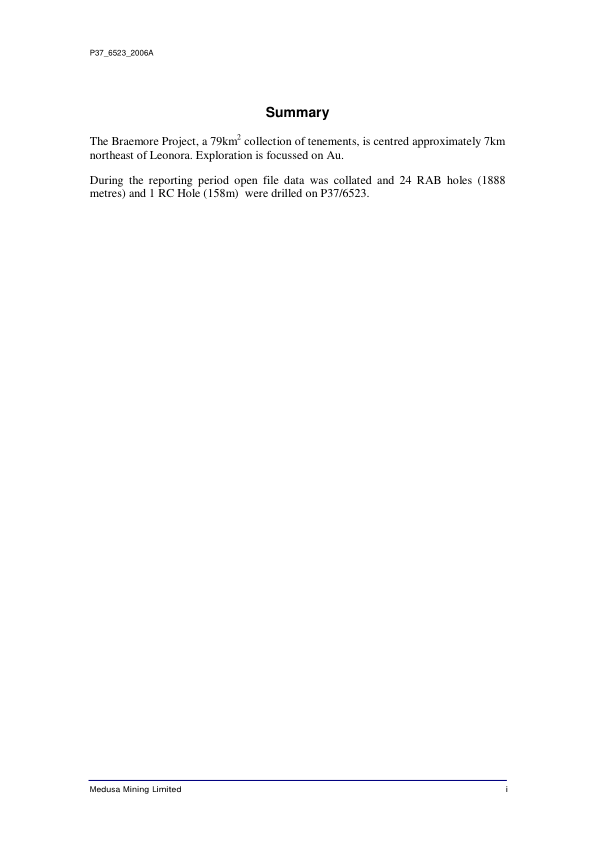 P37_6523_2006A
Summary
The Braemore Project, a 79km² collection of tenements, is centred approximately 7km
northeast of Leonora. Exploration is focussed on Au.
During the reporting period open file data was collated and 24 RAB holes (1888
metres) and 1 RC Hole (158m)  were drilled on P37/6523.
Medusa Mining Limited i